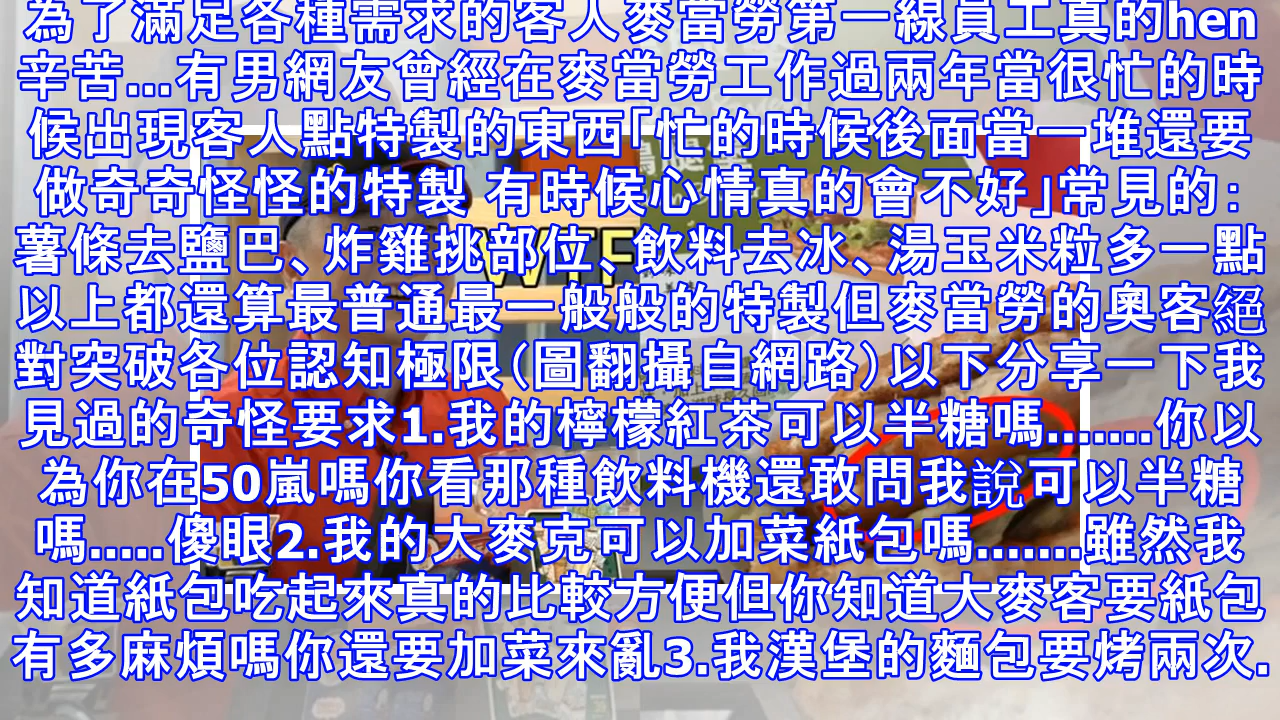 為了滿足各種需求的客人麥當勞第一線員工真的hen
辛苦...有男網友曾經在麥當勞工作過兩年當很忙的時
候出現客人點特製的東西「忙的時候後面當一堆還要
做奇奇怪怪的特製 有時候心情真的會不好」常見的：
薯條去鹽巴、炸雞挑部位、飲料去冰、湯玉米粒多一點
以上都還算最普通最一般般的特製但麥當勞的奧客絕
對突破各位認知極限（圖翻攝自網路）以下分享一下我
見過的奇怪要求1.我的檸檬紅茶可以半糖嗎.......你以
為你在50嵐嗎你看那種飲料機還敢問我說可以半糖
嗎.....傻眼2.我的大麥克可以加菜紙包嗎.......雖然我
知道紙包吃起來真的比較方便但你知道大麥客要紙包
有多麻煩嗎你還要加菜來亂3.我漢堡的麵包要烤兩次.
WTF